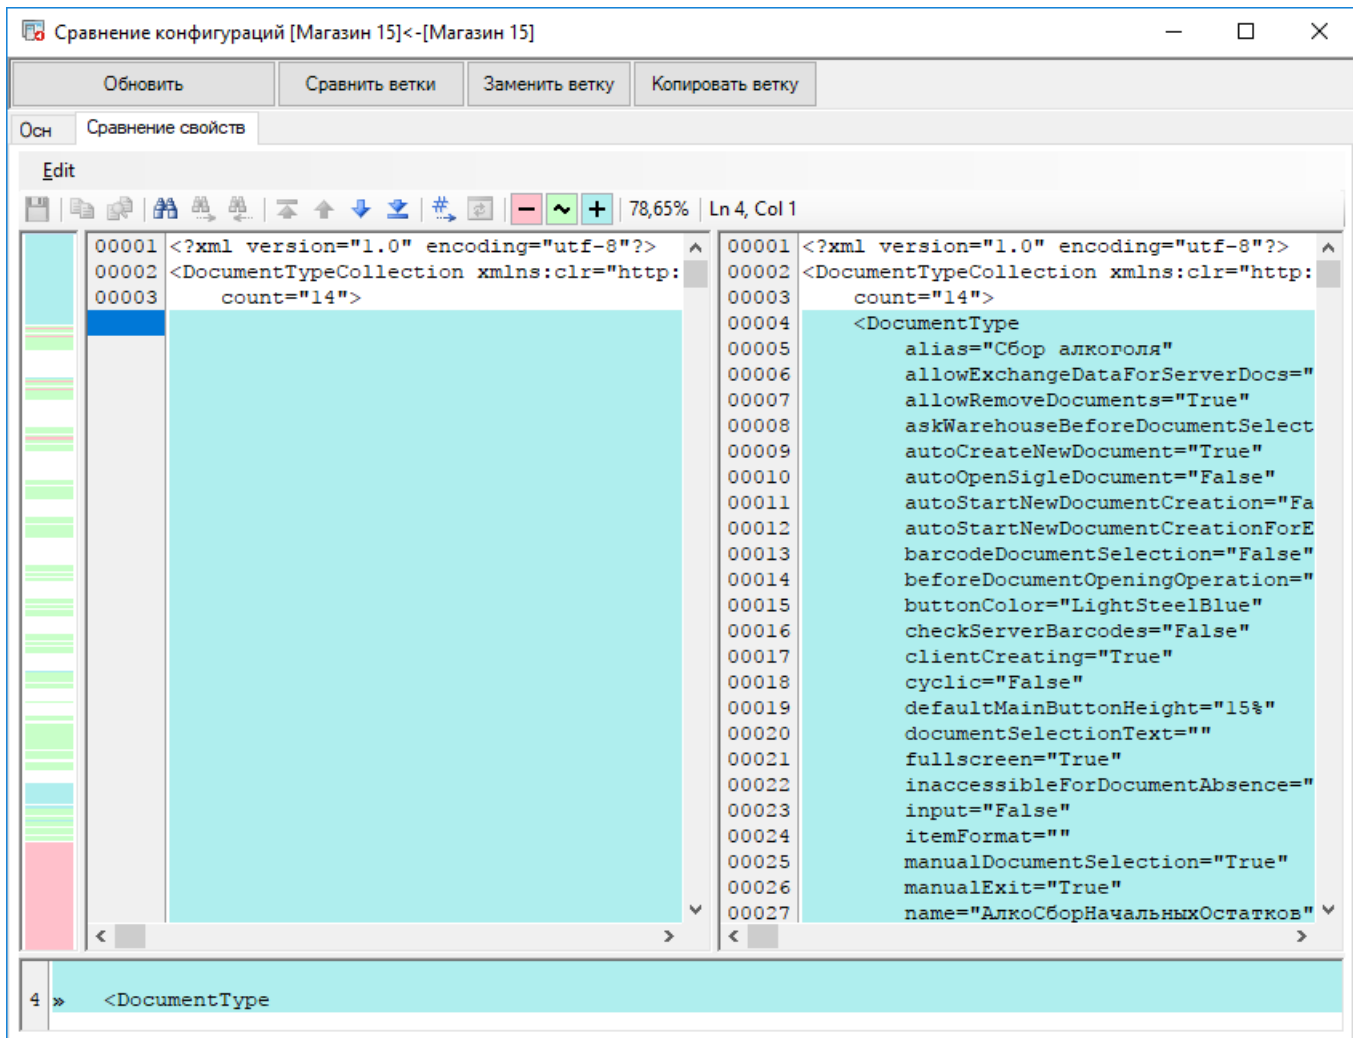 Сравнение конфигураций [Магазин 15]<-[Магазин 15]
Обновить Сравнить ветки Заменить ветку Копировать ветку
Осн Сравнение свойств
Edit
78,65% Ln 4, Col 1
00001 <?xml version="1.0" encoding="utf-8"?>
00002 <DocumentTypeCollection xmlns:clr="http:
00003 count="14">
00001 <?xml version="1.0" encoding="utf-8"?>
00002 <DocumentTypeCollection xmlns:clr="http:
00003 count="14">
00004 <DocumentType
00005 alias="Сбор алкоголя"
00006 allowExchangeDataForServerDocs="
00007 allowRemoveDocuments="True"
00008 askWarehouseBeforeDocumentSelect
00009 autoCreateNewDocument="True"
00010 autoOpenSigleDocument="False"
00011 autoStartNewDocumentCreation="Fa
00012 autoStartNewDocumentCreationForE
00013 barcodeDocumentSelection="False"
00014 beforeDocumentOpeningOperation="
00015 buttonColor="LightSteelBlue"
00016 checkServerBarcodes="False"
00017 clientCreating="True"
00018 cyclic="False"
00019 defaultMainButtonHeight="15%"
00020 documentSelectionText=""
00021 fullscreen="True"
00022 inaccessibleForDocumentAbsence="
00023 input="False"
00024 itemFormat=""
00025 manualDocumentSelection="True"
00026 manualExit="True"
00027 name="АлкоСборНачальныхОстатков"
4 » <DocumentType